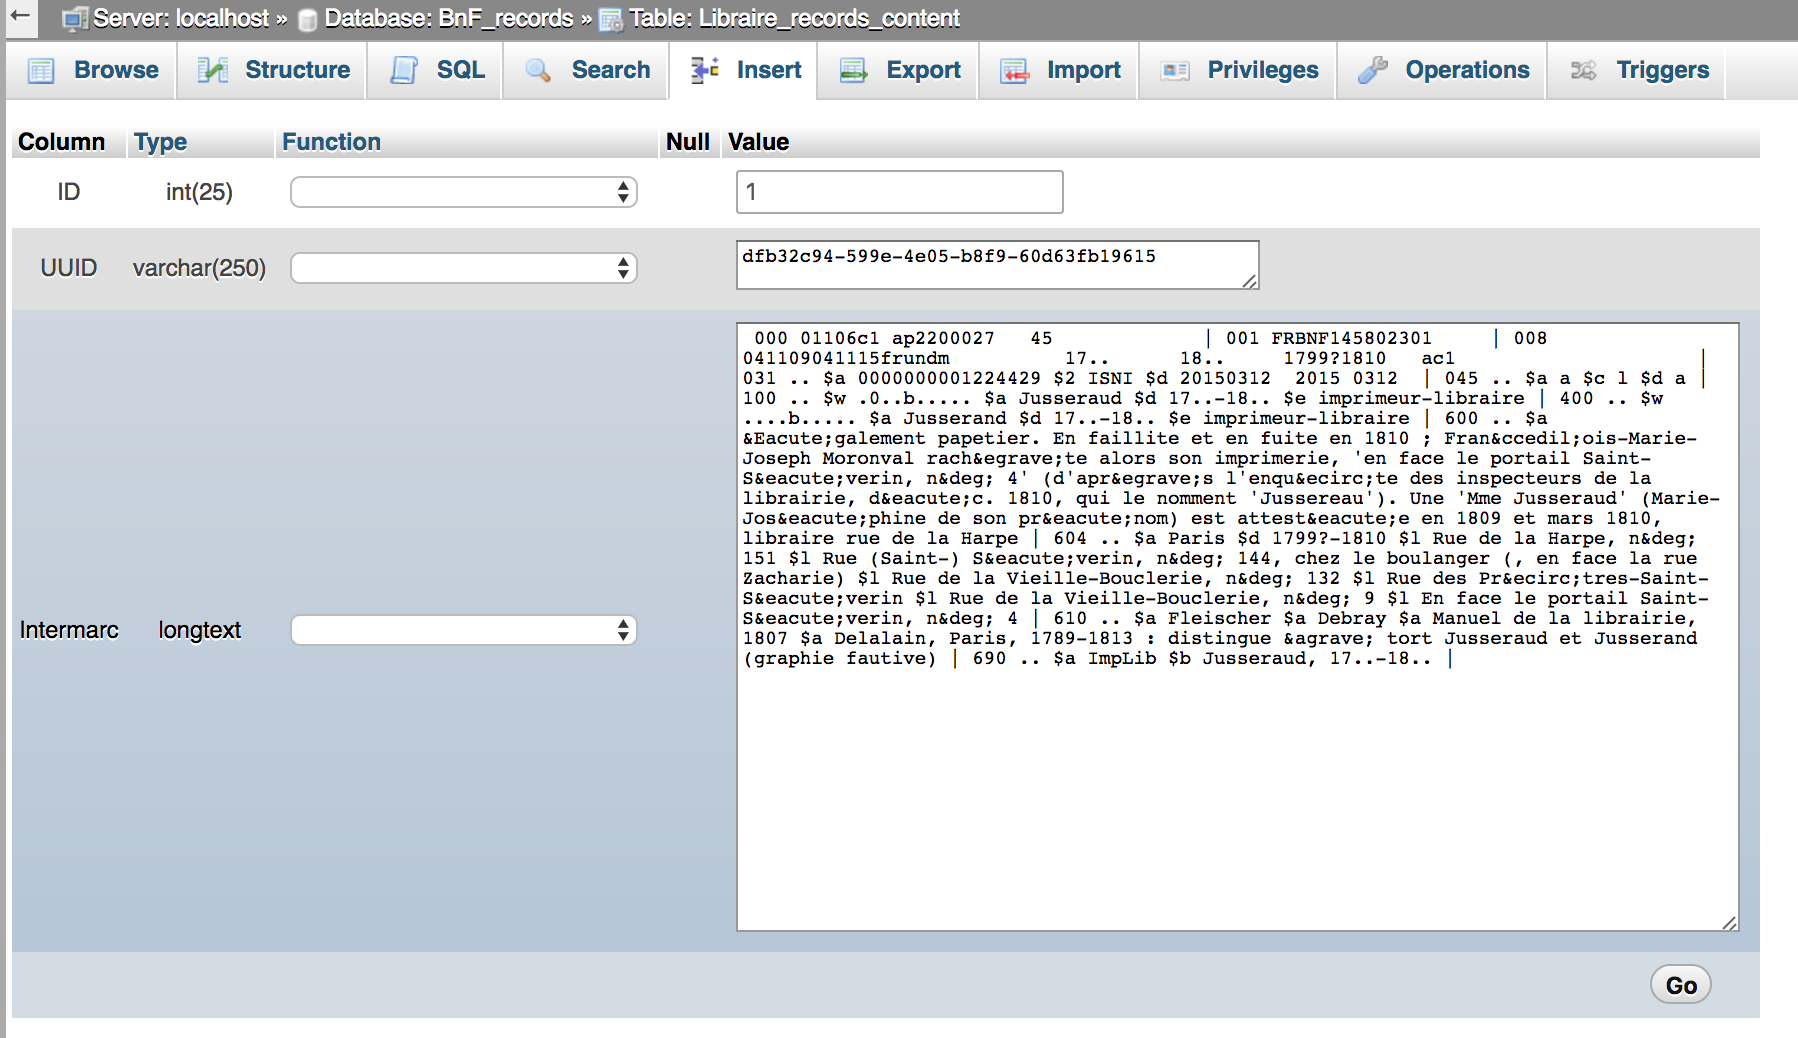 Server: localhost » Database: BnF_records » Table: Libraire_records_content
Browse Structure SQL Search Insert Export Import Privileges Operations Triggers
Column Type Function Null Value
ID int(25) 1
UUID varchar(250) dfb32c94-599e-4e05-b8f9-60d63fb19615
000 01106c1 ap2200027 45 | 001 FRBNF145802301 | 008
041109041115frundm 17.. 18.. 1799?1810 ac1 |
031 .. $a 0000000001224429 $2 ISNI $d 20150312 2015 0312 | 045 .. $a a $c l $d a |
100 .. $w .0..b..... $a Jusseraud $d 17..-18.. $e imprimeur-libraire | 400 .. $w
....b..... $a Jusserand $d 17..-18.. $e imprimeur-libraire | 600 .. $a
&Eacute;galement papetier. En faillite et en fuite en 1810 ; Fran&ccedil;ois-Marie-
Joseph Moronval rach&egrave;te alors son imprimerie, 'en face le portail Saint-
S&eacute;verin, n&deg; 4' (d'apr&egrave;s l'enqu&ecirc;te des inspecteurs de la
librairie, d&eacute;c. 1810, qui le nomment 'Jussereau'). Une 'Mme Jusseraud' (Marie-
Jos&eacute;phine de son pr&eacute;nom) est attest&eacute;e en 1809 et mars 1810,
libraire rue de la Harpe | 604 .. $a Paris $d 1799?-1810 $l Rue de la Harpe, n&deg;
151 $l Rue (Saint-) S&eacute;verin, n&deg; 144, chez le boulanger (, en face la rue
Zacharie) $l Rue de la Vieille-Bouclerie, n&deg; 132 $l Rue des Pr&ecirc;tres-Saint-
S&eacute;verin $l Rue de la Vieille-Bouclerie, n&deg; 9 $l En face le portail Saint-
S&eacute;verin, n&deg; 4 | 610 .. $a Fleischer $a Debray $a Manuel de la librairie,
1807 $a Delalain, Paris, 1789-1813 : distingue &agrave; tort Jusseraud et Jusserand
(graphie fautive) | 690 .. $a ImpLib $b Jusseraud, 17..-18.. |
Intermarc longtext
Go